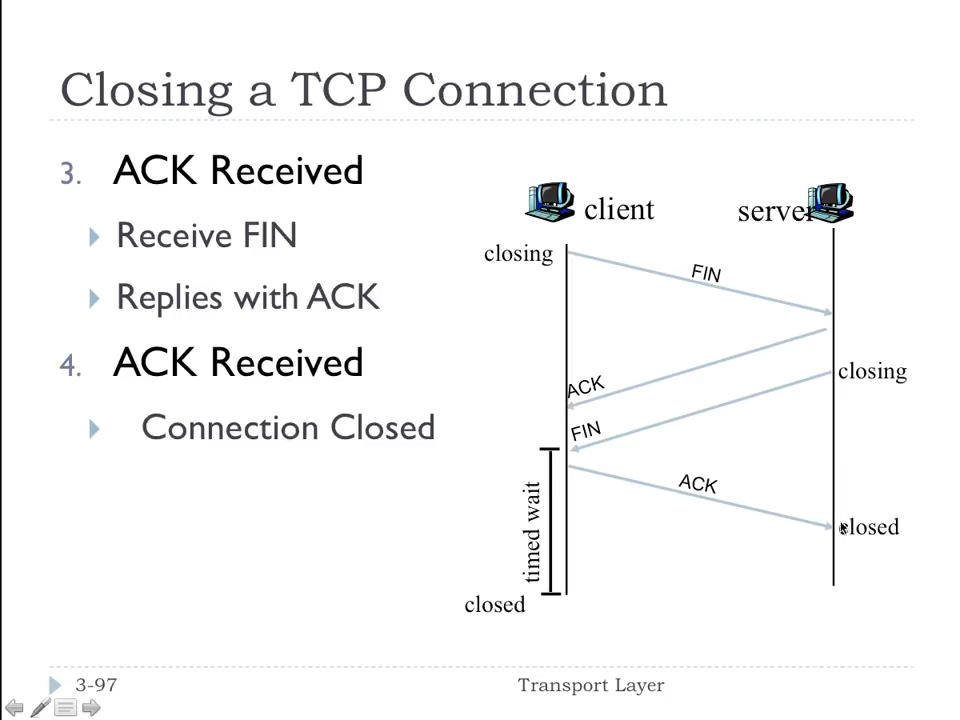 Closing a TCP Connection
3. ACK Received
Receive FIN
Replies with ACK
4. ACK Received
Connection Closed
client
server
closing
FIN
closing
ACK
FIN
timed wait
ACK
closed
closed
3-97
Transport Layer